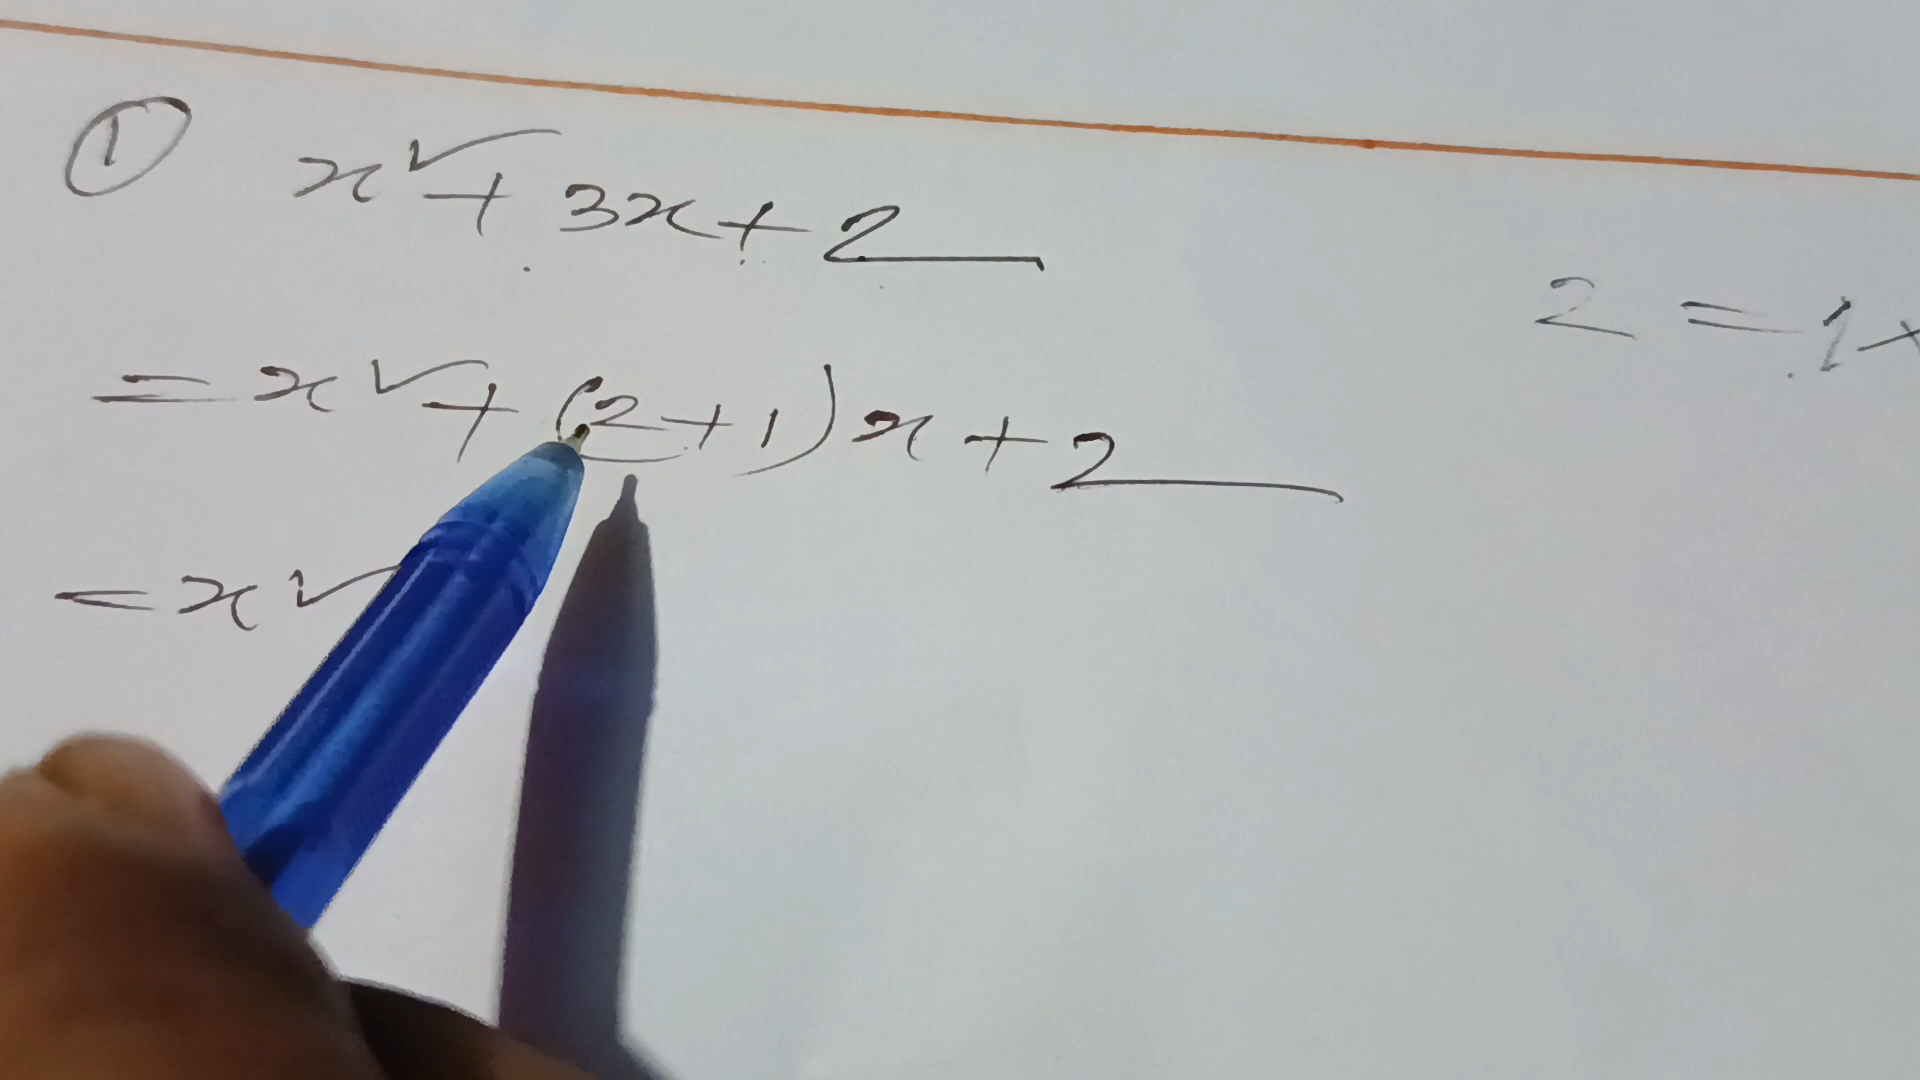 ① x² + 3x + 2
2 = 1×
= x² + (2+1)x + 2
= x²